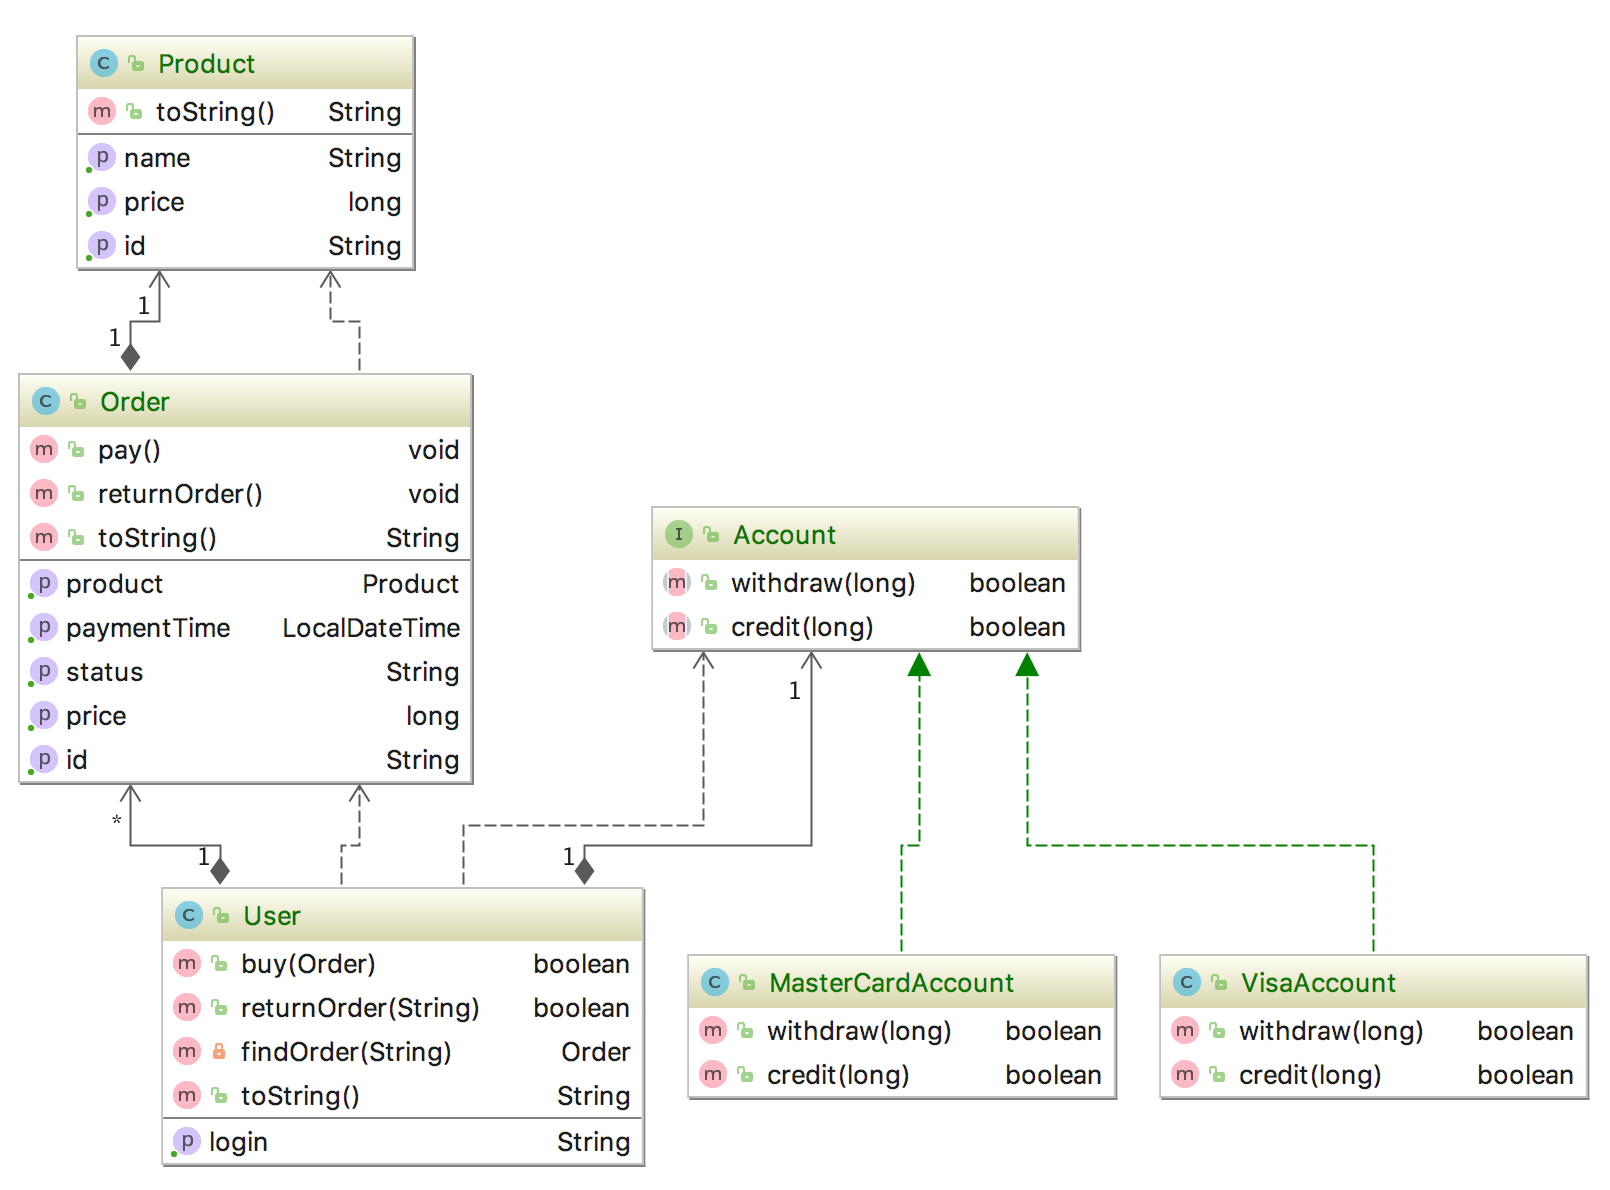 C Product
m toString() String
p name String
p price long
p id String
1
1
C Order
m pay() void
m returnOrder() void
m toString() String
p product Product
p paymentTime LocalDateTime
p status String
p price long
p id String
I Account
m withdraw(long) boolean
m credit(long) boolean
1
*
1
1
C User
m buy(Order) boolean
m returnOrder(String) boolean
m findOrder(String) Order
m toString() String
p login String
C MasterCardAccount
m withdraw(long) boolean
m credit(long) boolean
C VisaAccount
m withdraw(long) boolean
m credit(long) boolean